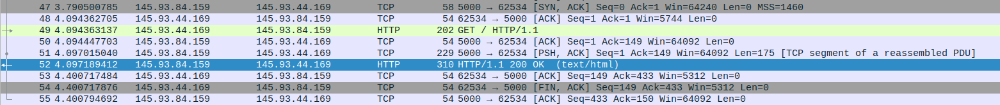 47 3.790500785 145.93.84.159 145.93.44.169 TCP 58 5000 → 62534 [SYN, ACK] Seq=0 Ack=1 Win=64240 Len=0 MSS=1460
48 4.094362705 145.93.44.169 145.93.84.159 TCP 54 62534 → 5000 [ACK] Seq=1 Ack=1 Win=5744 Len=0
49 4.094363137 145.93.44.169 145.93.84.159 HTTP 202 GET / HTTP/1.1
50 4.094447703 145.93.84.159 145.93.44.169 TCP 54 5000 → 62534 [ACK] Seq=1 Ack=149 Win=64092 Len=0
51 4.097015040 145.93.84.159 145.93.44.169 TCP 229 5000 → 62534 [PSH, ACK] Seq=1 Ack=149 Win=64092 Len=175 [TCP segment of a reassembled PDU]
52 4.097189412 145.93.84.159 145.93.44.169 HTTP 310 HTTP/1.1 200 OK (text/html)
53 4.400717484 145.93.44.169 145.93.84.159 TCP 54 62534 → 5000 [ACK] Seq=149 Ack=433 Win=5312 Len=0
54 4.400717876 145.93.44.169 145.93.84.159 TCP 54 62534 → 5000 [FIN, ACK] Seq=149 Ack=433 Win=5312 Len=0
55 4.400794692 145.93.84.159 145.93.44.169 TCP 54 5000 → 62534 [ACK] Seq=433 Ack=150 Win=64092 Len=0